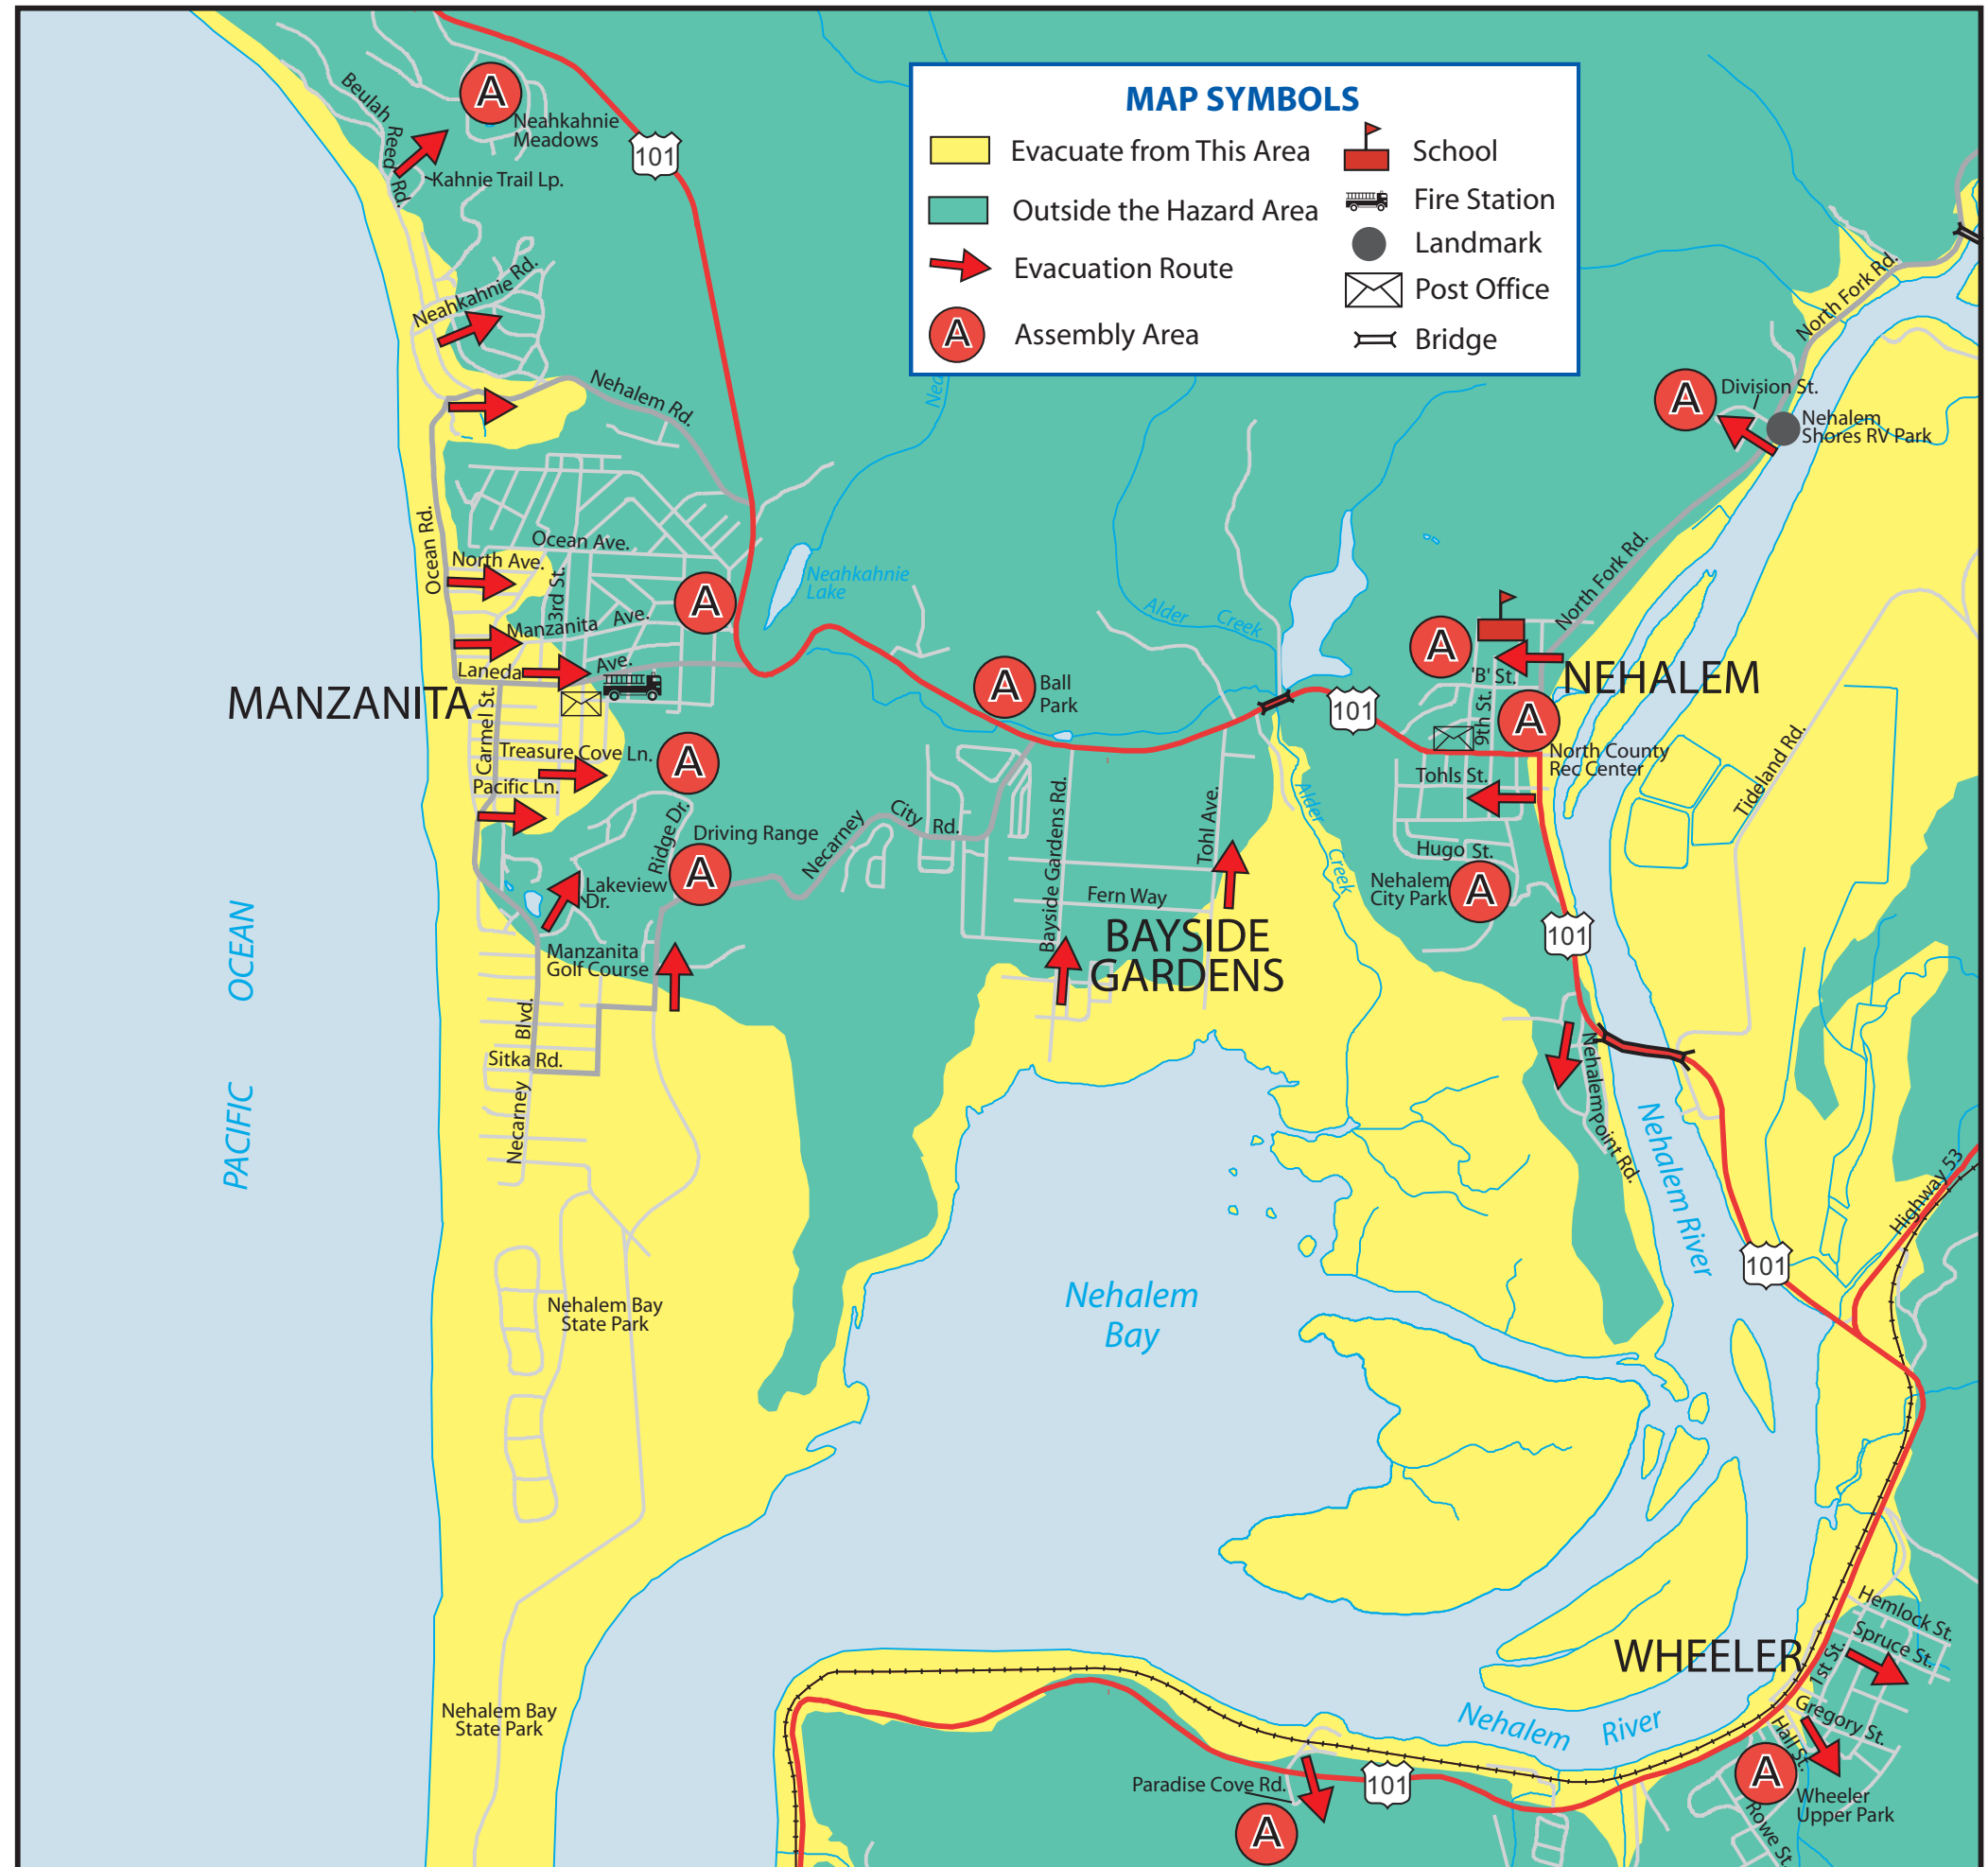 MAP SYMBOLS
Evacuate from This Area
Outside the Hazard Area
Evacuation Route
A
Assembly Area
School
Fire Station
Landmark
Post Office
Bridge
A
Neahkahnie
Meadows
Beulah Reed Rd.
Kahnie Trail Lp.
101
Neahkahnie Rd.
Nehalem Rd.
Nea
North Fork Rd.
A
Division St.
Nehalem
Shores RV Park
Ocean Rd.
Ocean Ave.
North Ave.
3rd St.
Manzanita Ave.
A
Neahkahnie
Lake
Laneda Ave.
MANZANITA
Carmel St.
Treasure Cove Ln.
A
Pacific Ln.
Alder Creek
A
Ball
Park
101
North Fork Rd.
A
'B' St.
NEHALEM
9th St.
A
North County
Rec Center
Tohls St.
Tideland Rd.
Ridge Dr.
Driving Range
A
Necarney City Rd.
Lakeview
Dr.
Bayside Gardens Rd.
Tohl Ave.
Fern Way
Alder Creek
Hugo St.
Nehalem
City Park
A
101
BAYSIDE
GARDENS
Manzanita
Golf Course
PACIFIC OCEAN
Necarney Blvd.
Sitka Rd.
Nehalem Point Rd.
Nehalem River
Highway 53
101
Nehalem Bay
State Park
Nehalem
Bay
Nehalem Bay
State Park
WHEELER
Hemlock St.
Spruce St.
1st St.
Gregory St.
Hall St.
Nehalem River
Paradise Cove Rd.
101
A
A
Wheeler
Upper Park
Rowe St.